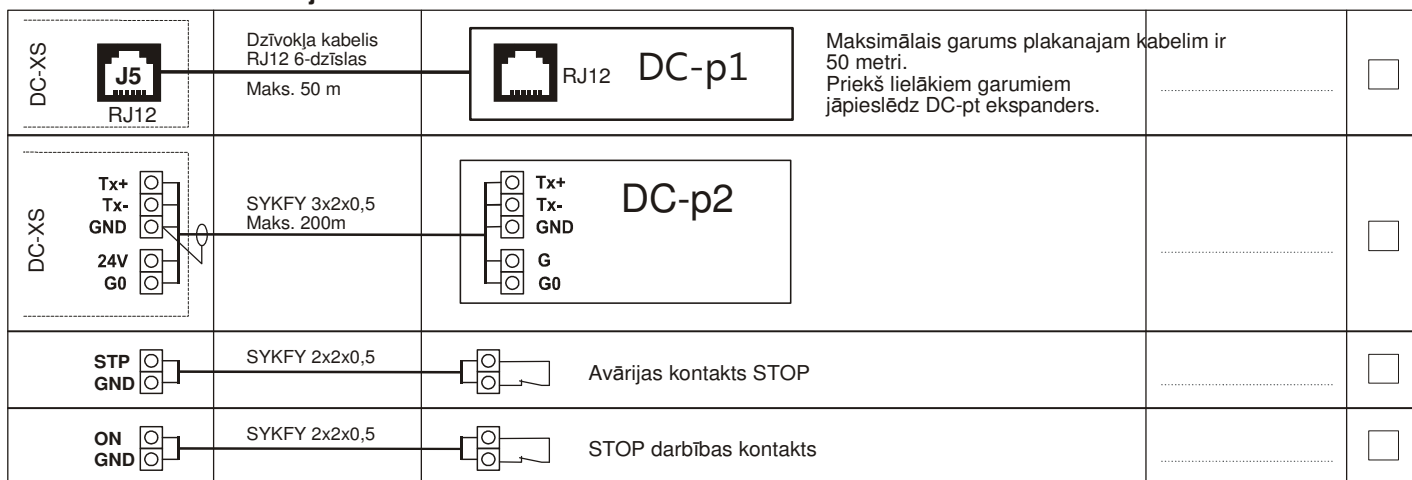 DC-XS
J5
RJ12
Dzīvokļa kabelis
RJ12 6-dzīslas
Maks. 50 m
RJ12
DC-p1
Maksimālais garums plakanajam kabelim ir
50 metri.
Priekš lielākiem garumiem
jāpieslēdz DC-pt ekspanders.
DC-XS
Tx+
Tx-
GND
24V
G0
SYKFY 3x2x0,5
Maks. 200m
Tx+
Tx-
GND
G
G0
DC-p2
STP
GND
SYKFY 2x2x0,5
Avārijas kontakts STOP
ON
GND
SYKFY 2x2x0,5
STOP darbības kontakts